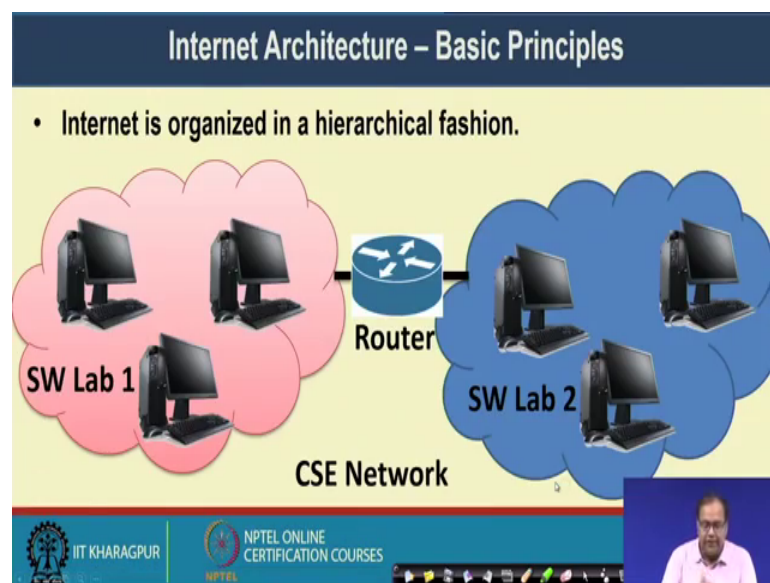 Internet Architecture – Basic Principles
• Internet is organized in a hierarchical fashion.
Router
SW Lab 1
SW Lab 2
CSE Network
IIT KHARAGPUR
NPTEL ONLINE
CERTIFICATION COURSES
NPTEL